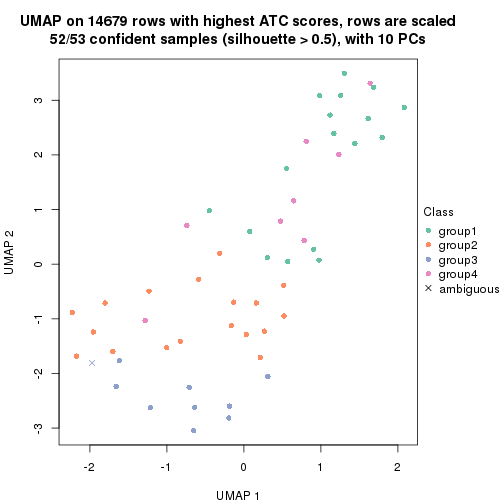 UMAP on 14679 rows with highest ATC scores, rows are scaled
52/53 confident samples (silhouette > 0.5), with 10 PCs
3
2
1
0
-1
-2
-3
UMAP 2
-2
-1
0
1
2
UMAP 1
Class
group1
group2
group3
group4
ambiguous